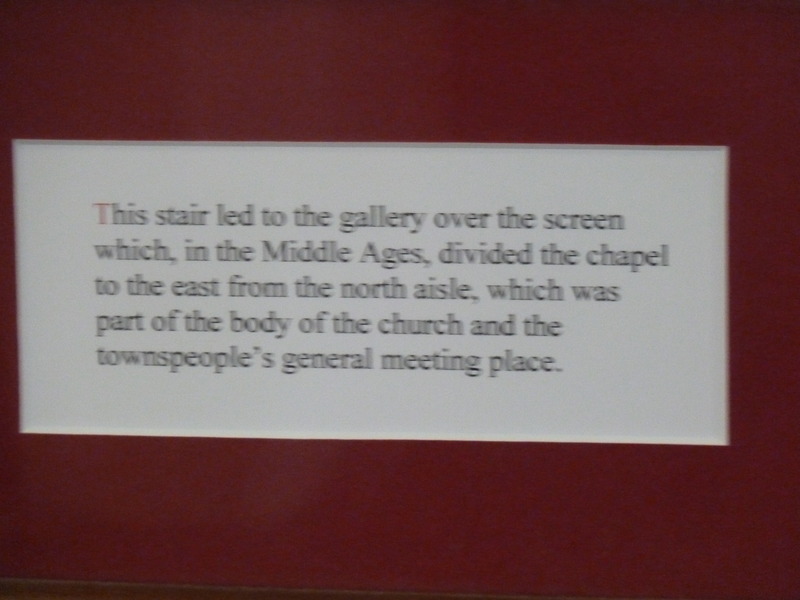 This stair led to the gallery over the screen
which, in the Middle Ages, divided the chapel
to the east from the north aisle, which was
part of the body of the church and the
townspeople's general meeting place.